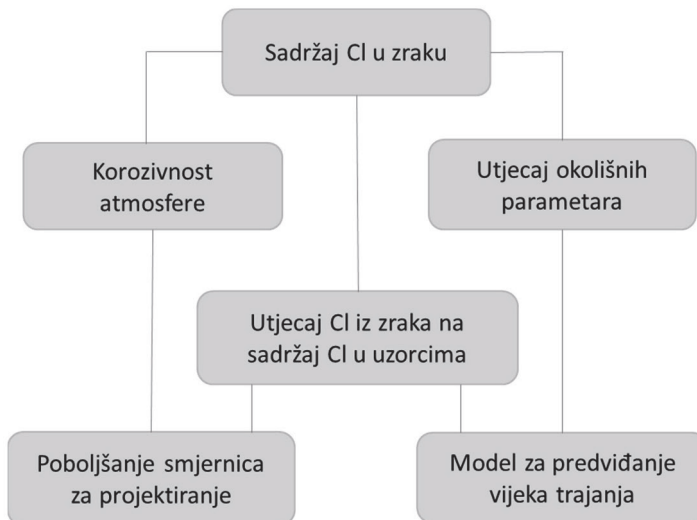 Sadržaj Cl u zraku
Korozivnost
atmosfere
Utjecaj okolišnih
parametara
Utjecaj Cl iz zraka na
sadržaj Cl u uzorcima
Poboljšanje smjernica
za projektiranje
Model za predviđanje
vijeka trajanja